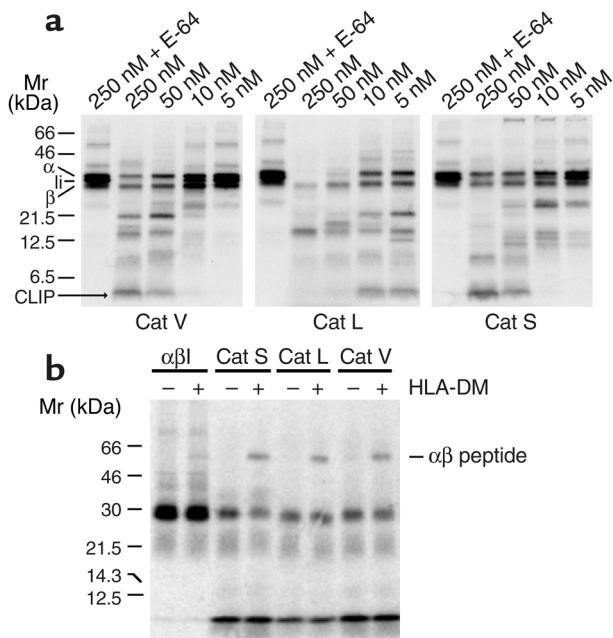 a
250 nM + E-64 250 nM 50 nM 10 nM 5 nM
250 nM + E-64 250 nM 50 nM 10 nM 5 nM
250 nM + E-64 250 nM 50 nM 10 nM 5 nM
Mr
(kDa)
66
46
α
Ii
β
21.5
12.5
6.5
CLIP
Cat V Cat L Cat S
b
αβI Cat S Cat L Cat V
− + − + − + − + HLA-DM
Mr (kDa)
66
αβ peptide
46
30
21.5
14.3
12.5